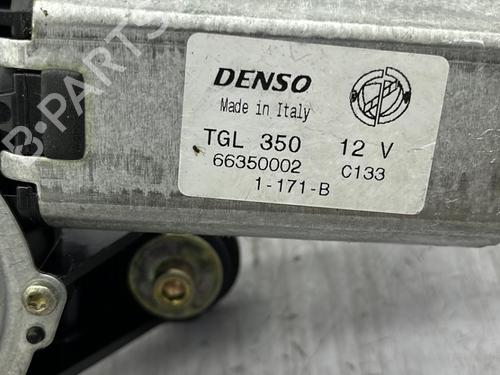 B-PARTS
DENSO
Made in Italy
TGL 350 12 V
66350002 C133
1-171-B